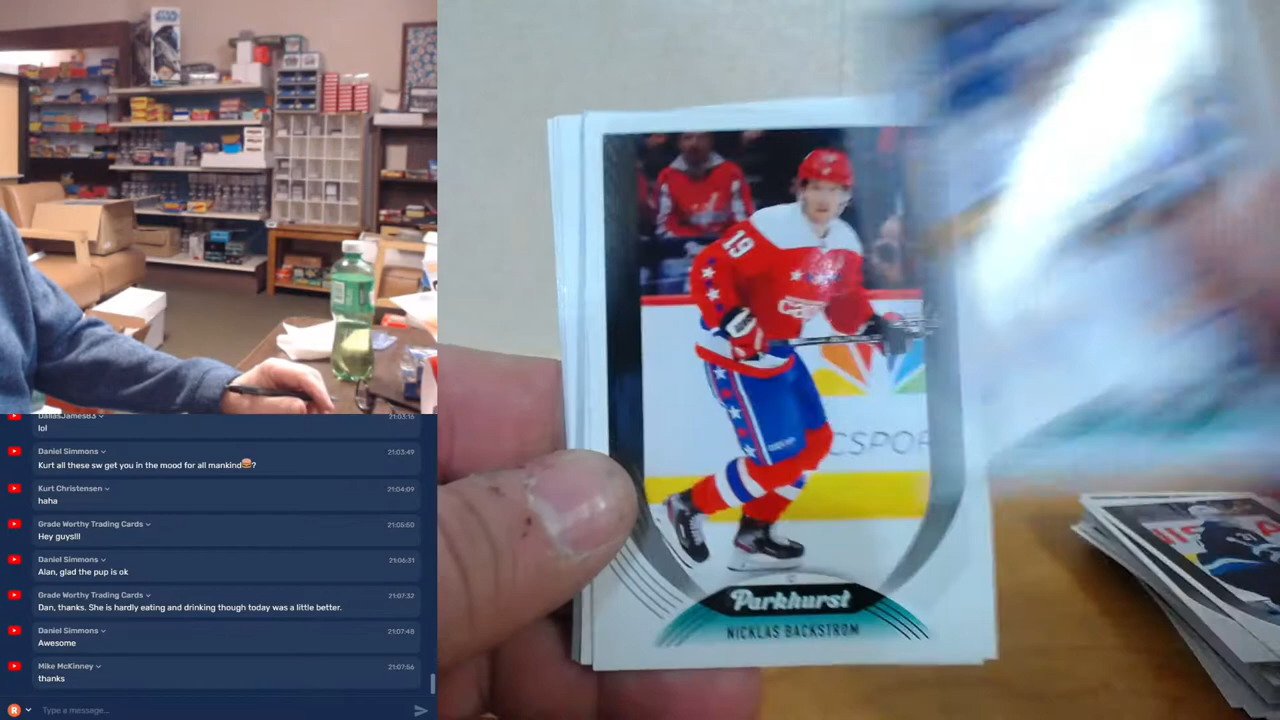 DallasJames83
21:03:16
lol
Daniel Simmons
21:03:49
Kurt all these sw get you in the mood for all mankind🍔?
Kurt Christensen
21:04:09
haha
Grade Worthy Trading Cards
21:05:50
Hey guys!!!
Daniel Simmons
21:06:31
Alan, glad the pup is ok
Grade Worthy Trading Cards
21:07:32
Dan, thanks. She is hardly eating and drinking though today was a little better.
Daniel Simmons
21:07:48
Awesome
Mike McKinney
21:07:56
thanks
R
Type a message...
19
CSPOR
Parkhurst
NICKLAS BACKSTROM